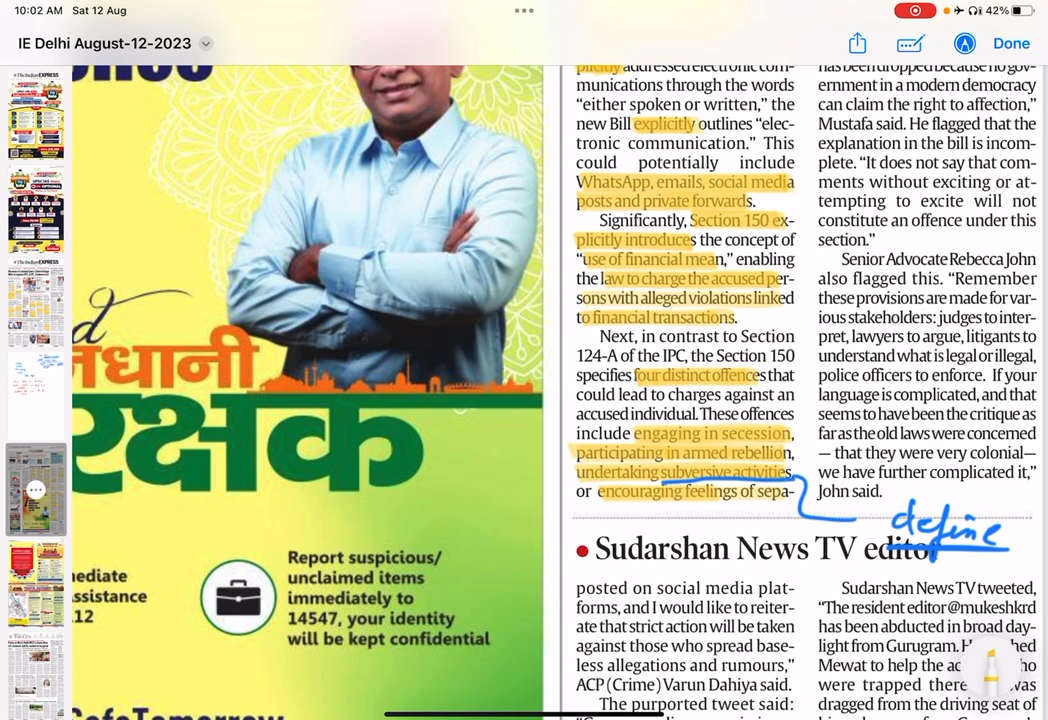 10:02 AM Sat 12 Aug
42%
IE Delhi August-12-2023
Done
जधानी
रक्षक
mediate
ssistance
12
Report suspicious/
unclaimed items
immediately to
14547, your identity
will be kept confidential
plicitly addressed electronic com-
munications through the words
“either spoken or written,” the
new Bill explicitly outlines “elec-
tronic communication.” This
could potentially include
WhatsApp, emails, social media
posts and private forwards.
Significantly, Section 150 ex-
plicitly introduces the concept of
“use of financial mean,” enabling
the law to charge the accused per-
sons with alleged violations linked
to financial transactions.
Next, in contrast to Section
124-A of the IPC, the Section 150
specifies four distinct offences that
could lead to charges against an
accused individual. These offences
include engaging in secession,
participating in armed rebellion,
undertaking subversive activities,
or encouraging feelings of sepa-
has been dropped because no gov-
ernment in a modern democracy
can claim the right to affection,”
Mustafa said. He flagged that the
explanation in the bill is incom-
plete. “It does not say that com-
ments without exciting or at-
tempting to excite will not
constitute an offence under this
section.”
Senior Advocate Rebecca John
also flagged this. “Remember
these provisions are made for var-
ious stakeholders: judges to inter-
pret, lawyers to argue, litigants to
understand what is legal or illegal,
police officers to enforce. If your
language is complicated, and that
seems to have been the critique as
far as the old laws were concerned
— that they were very colonial—
we have further complicated it,”
John said.
define
Sudarshan News TV editor
posted on social media plat-
forms, and I would like to reiter-
ate that strict action will be taken
against those who spread base-
less allegations and rumours,”
ACP (Crime) Varun Dahiya said.
The purported tweet said:
Sudarshan News TV tweeted,
“The resident editor @mukeshkrd
has been abducted in broad day-
light from Gurugram. H hed
Mewat to help the ac ho
were trapped there was
dragged from the driving seat of